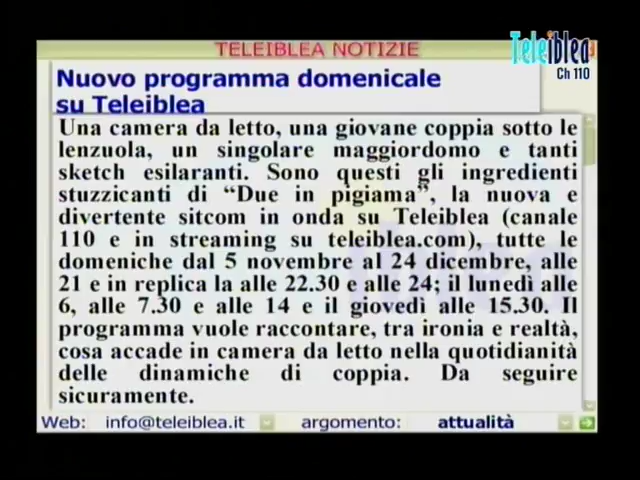 TELEIBLEA NOTIZIE
Teleiblea
Ch 110
Nuovo programma domenicale
su Teleiblea
Una camera da letto, una giovane coppia sotto le
lenzuola, un singolare maggiordomo e tanti
sketch esilaranti. Sono questi gli ingredienti
stuzzicanti di “Due in pigiama”, la nuova e
divertente sitcom in onda su Teleiblea (canale
110 e in streaming su teleiblea.com), tutte le
domeniche dal 5 novembre al 24 dicembre, alle
21 e in replica la alle 22.30 e alle 24; il lunedì alle
6, alle 7.30 e alle 14 e il giovedì alle 15.30. Il
programma vuole raccontare, tra ironia e realtà,
cosa accade in camera da letto nella quotidianità
delle dinamiche di coppia. Da seguire
sicuramente.
Web: info@teleiblea.it argomento: attualità